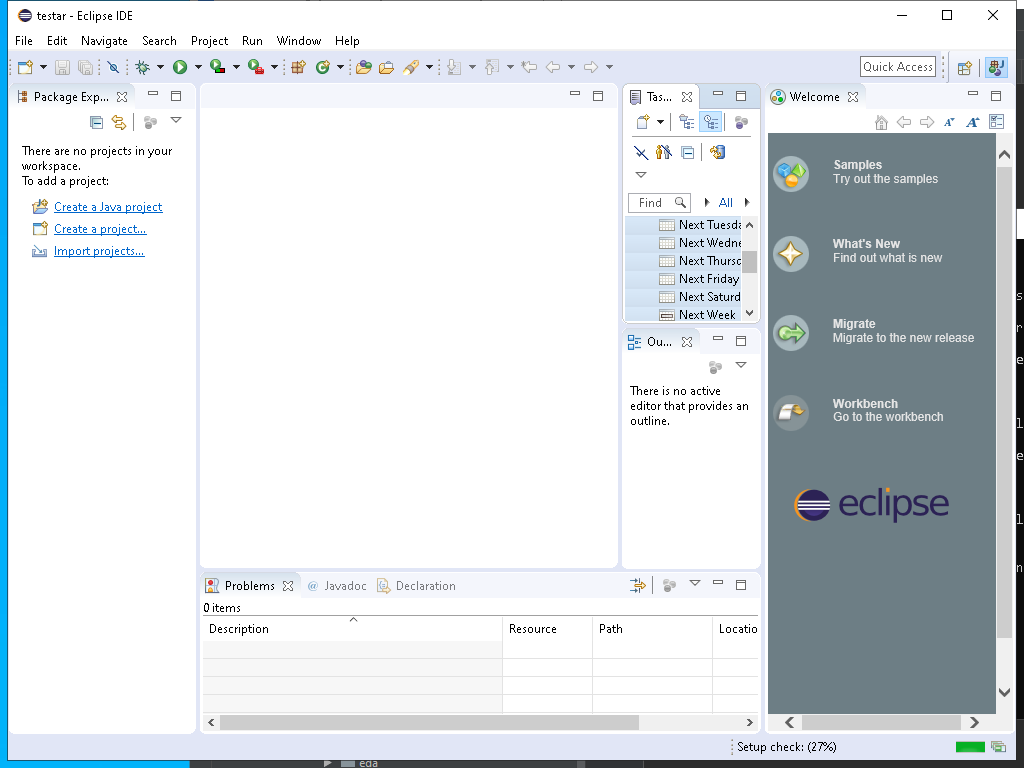 testar - Eclipse IDE
File Edit Navigate Search Project Run Window Help
Quick Access
Package Exp...
There are no projects in your
workspace.
To add a project:
Create a Java project
Create a project...
Import projects...
Tas...
Find
All
Next Tuesda
Next Wedne
Next Thursd
Next Friday
Next Saturd
Next Week
Ou...
There is no active
editor that provides an
outline.
Welcome
Samples
Try out the samples
What's New
Find out what is new
Migrate
Migrate to the new release
Workbench
Go to the workbench
eclipse
Problems @ Javadoc Declaration
0 items
Description Resource Path Locatio
Setup check: (27%)
eda